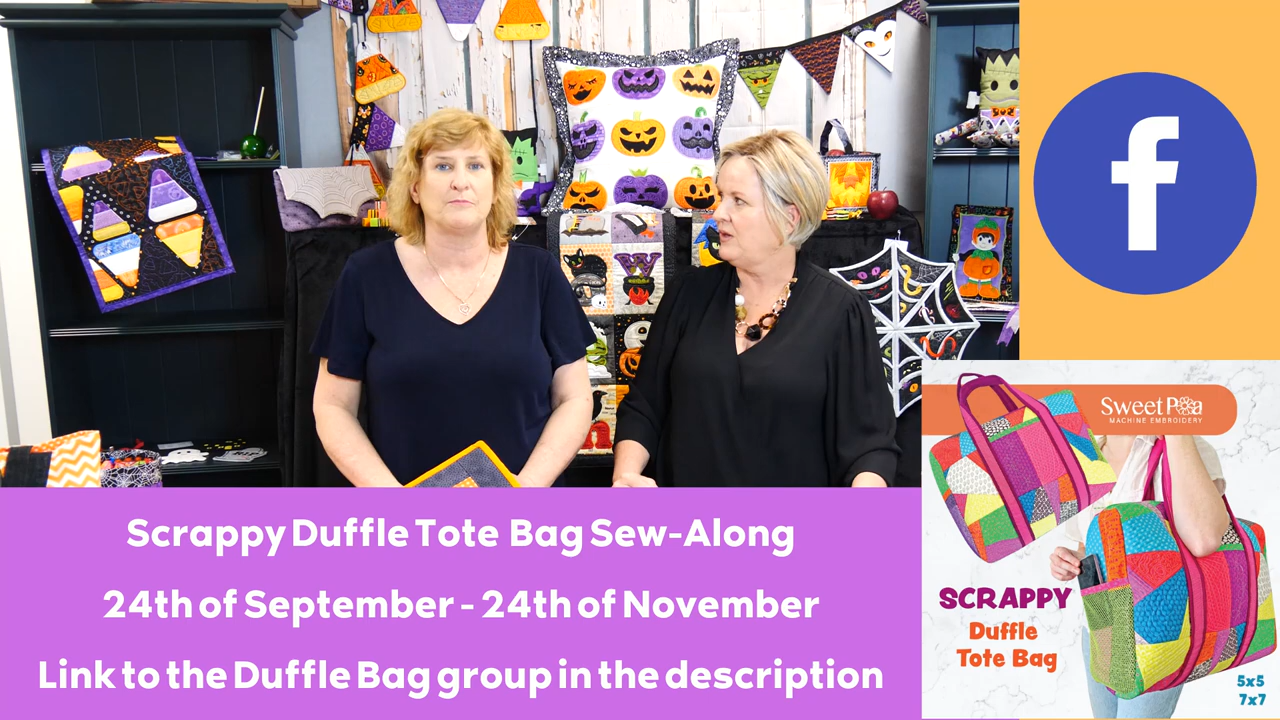 f
Scrappy Duffle Tote Bag Sew-Along
24th of September - 24th of November
Link to the Duffle Bag group in the description
Sweet Pea
MACHINE EMBROIDERY
SCRAPPY
Duffle
Tote Bag
5x5
7x7